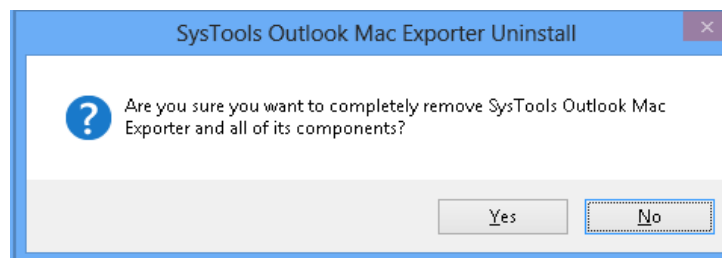 SysTools Outlook Mac Exporter Uninstall
Are you sure you want to completely remove SysTools Outlook Mac
Exporter and all of its components?
Yes
No